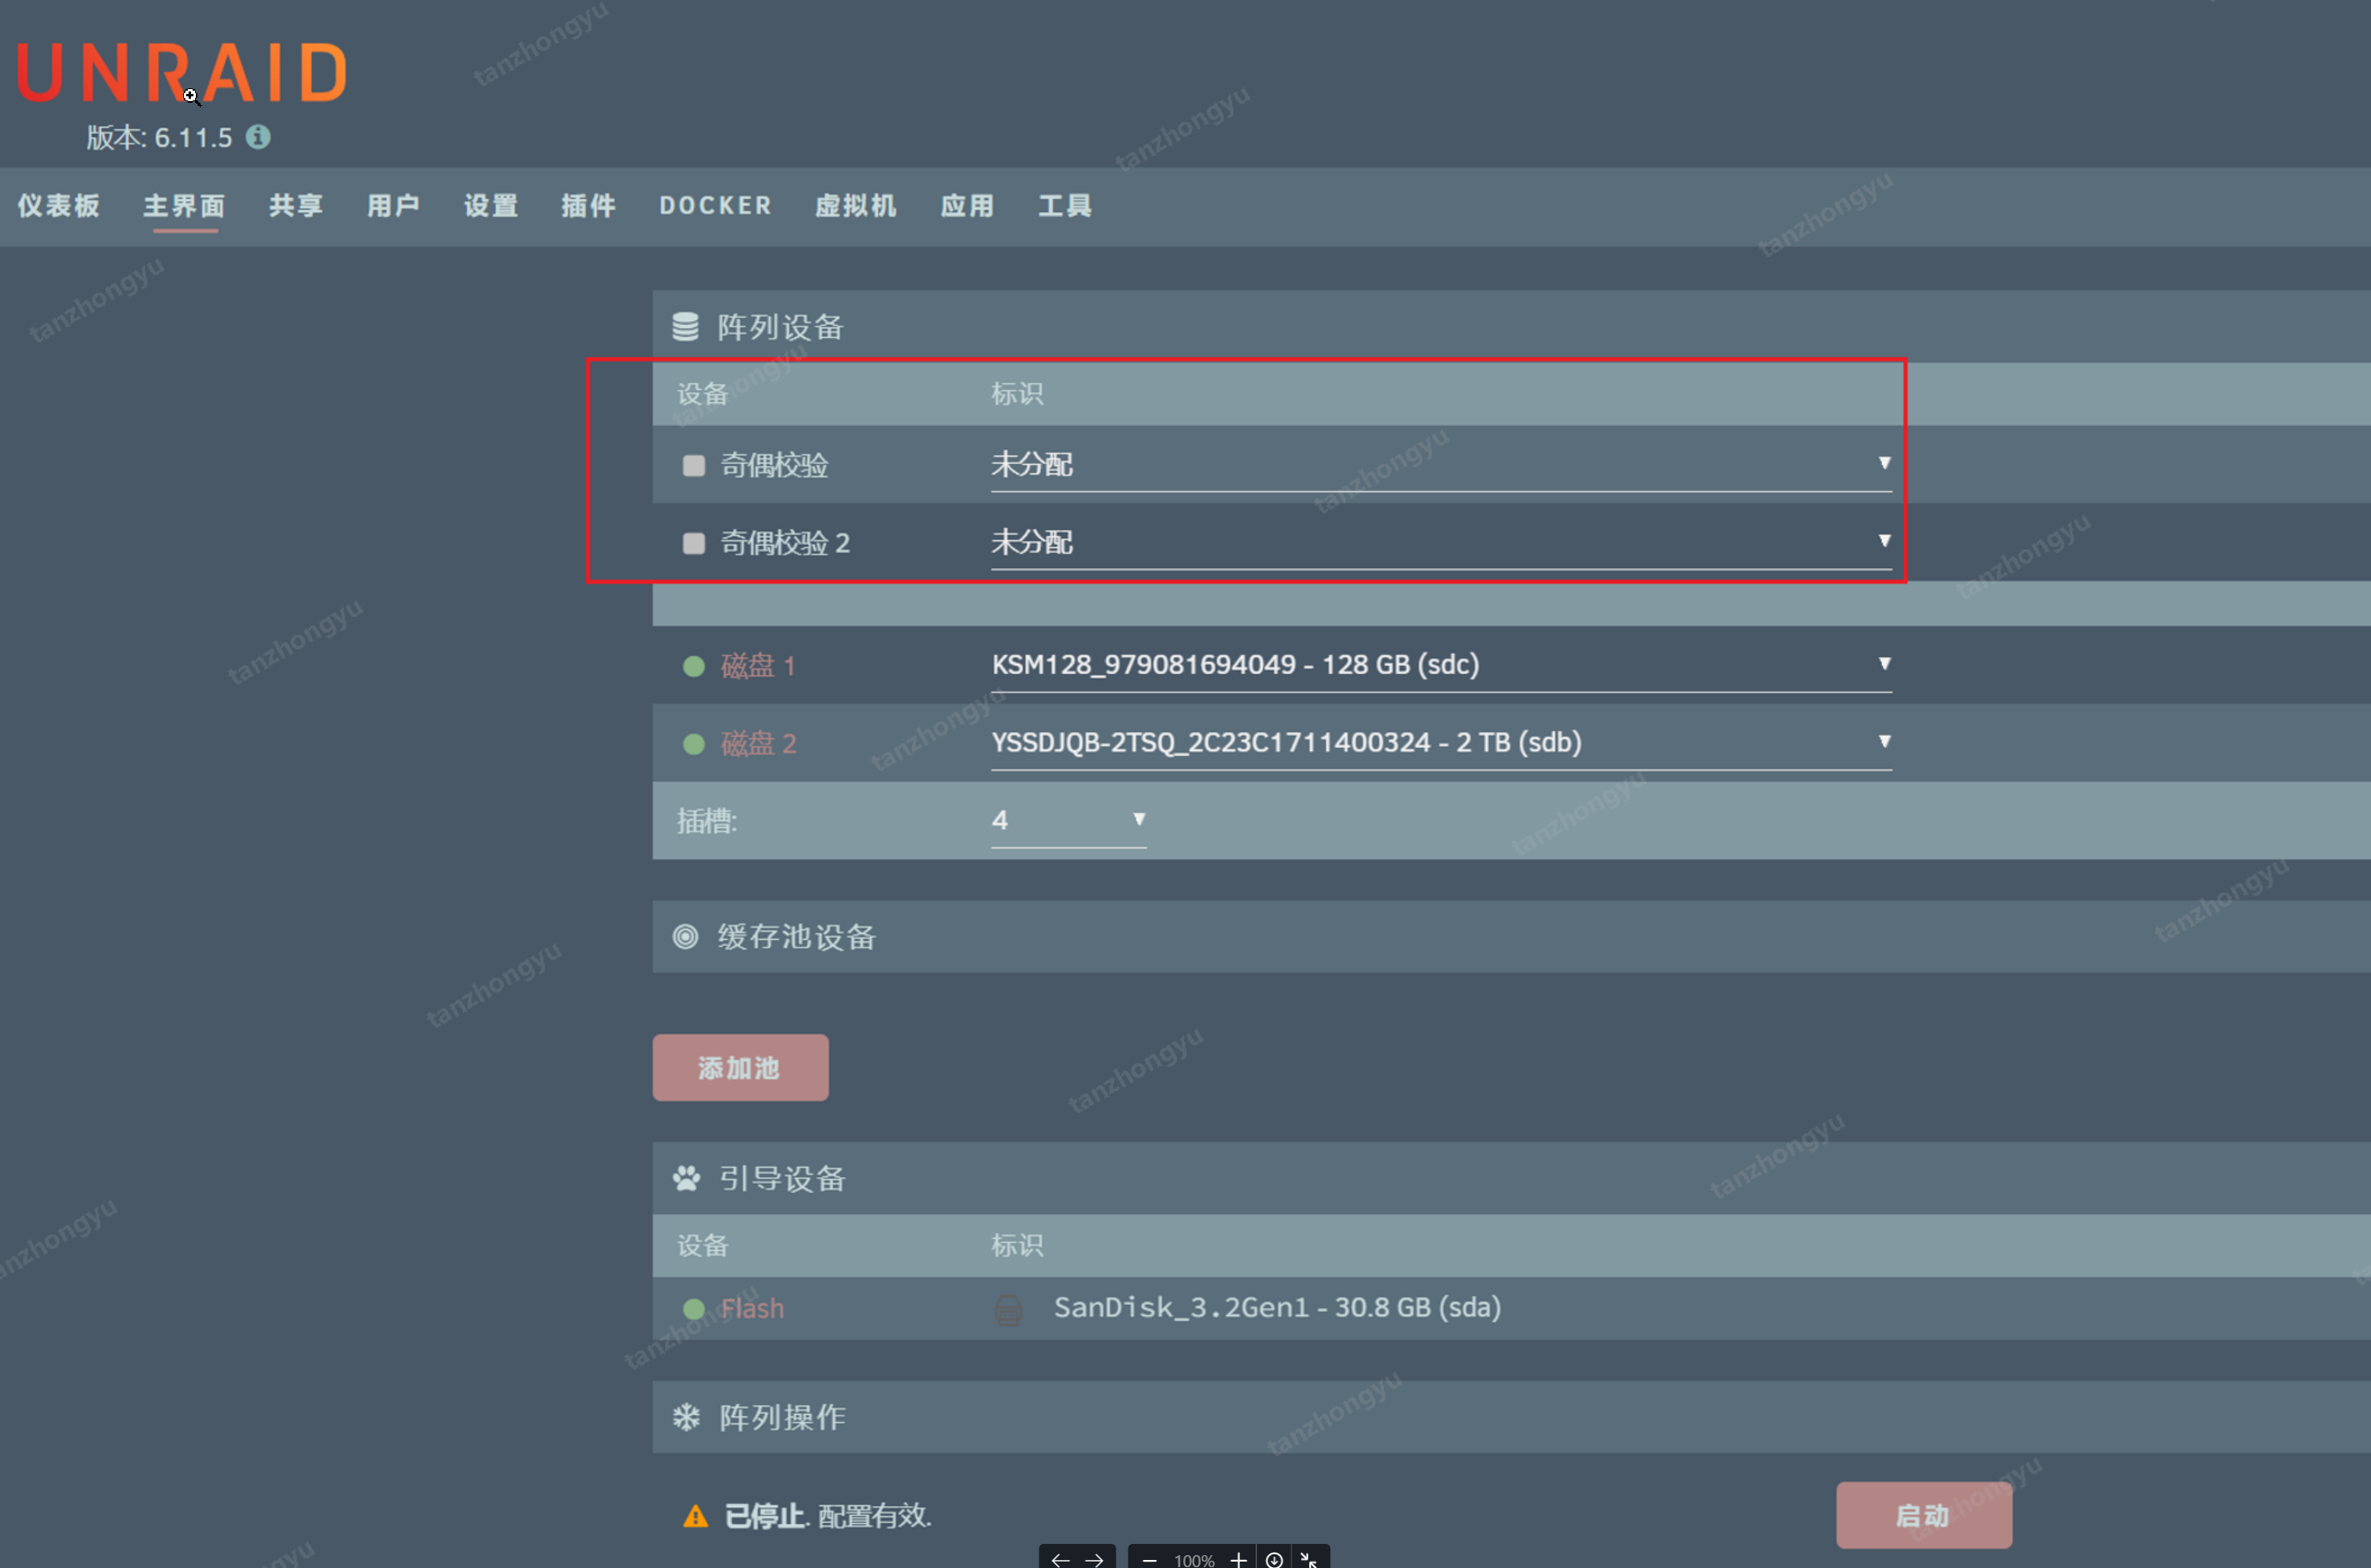 UNRAID
版本: 6.11.5
仪表板 主界面 共享 用户 设置 插件 DOCKER 虚拟机 应用 工具
阵列设备
设备 标识
奇偶校验 未分配
奇偶校验 2 未分配
磁盘 1 KSM128_979081694049 - 128 GB (sdc)
磁盘 2 YSSDJQB-2TSQ_2C23C1711400324 - 2 TB (sdb)
插槽: 4
缓存池设备
添加池
引导设备
设备 标识
Flash SanDisk_3.2Gen1 - 30.8 GB (sda)
阵列操作
已停止. 配置有效. 启动
100%
tanzhongyu